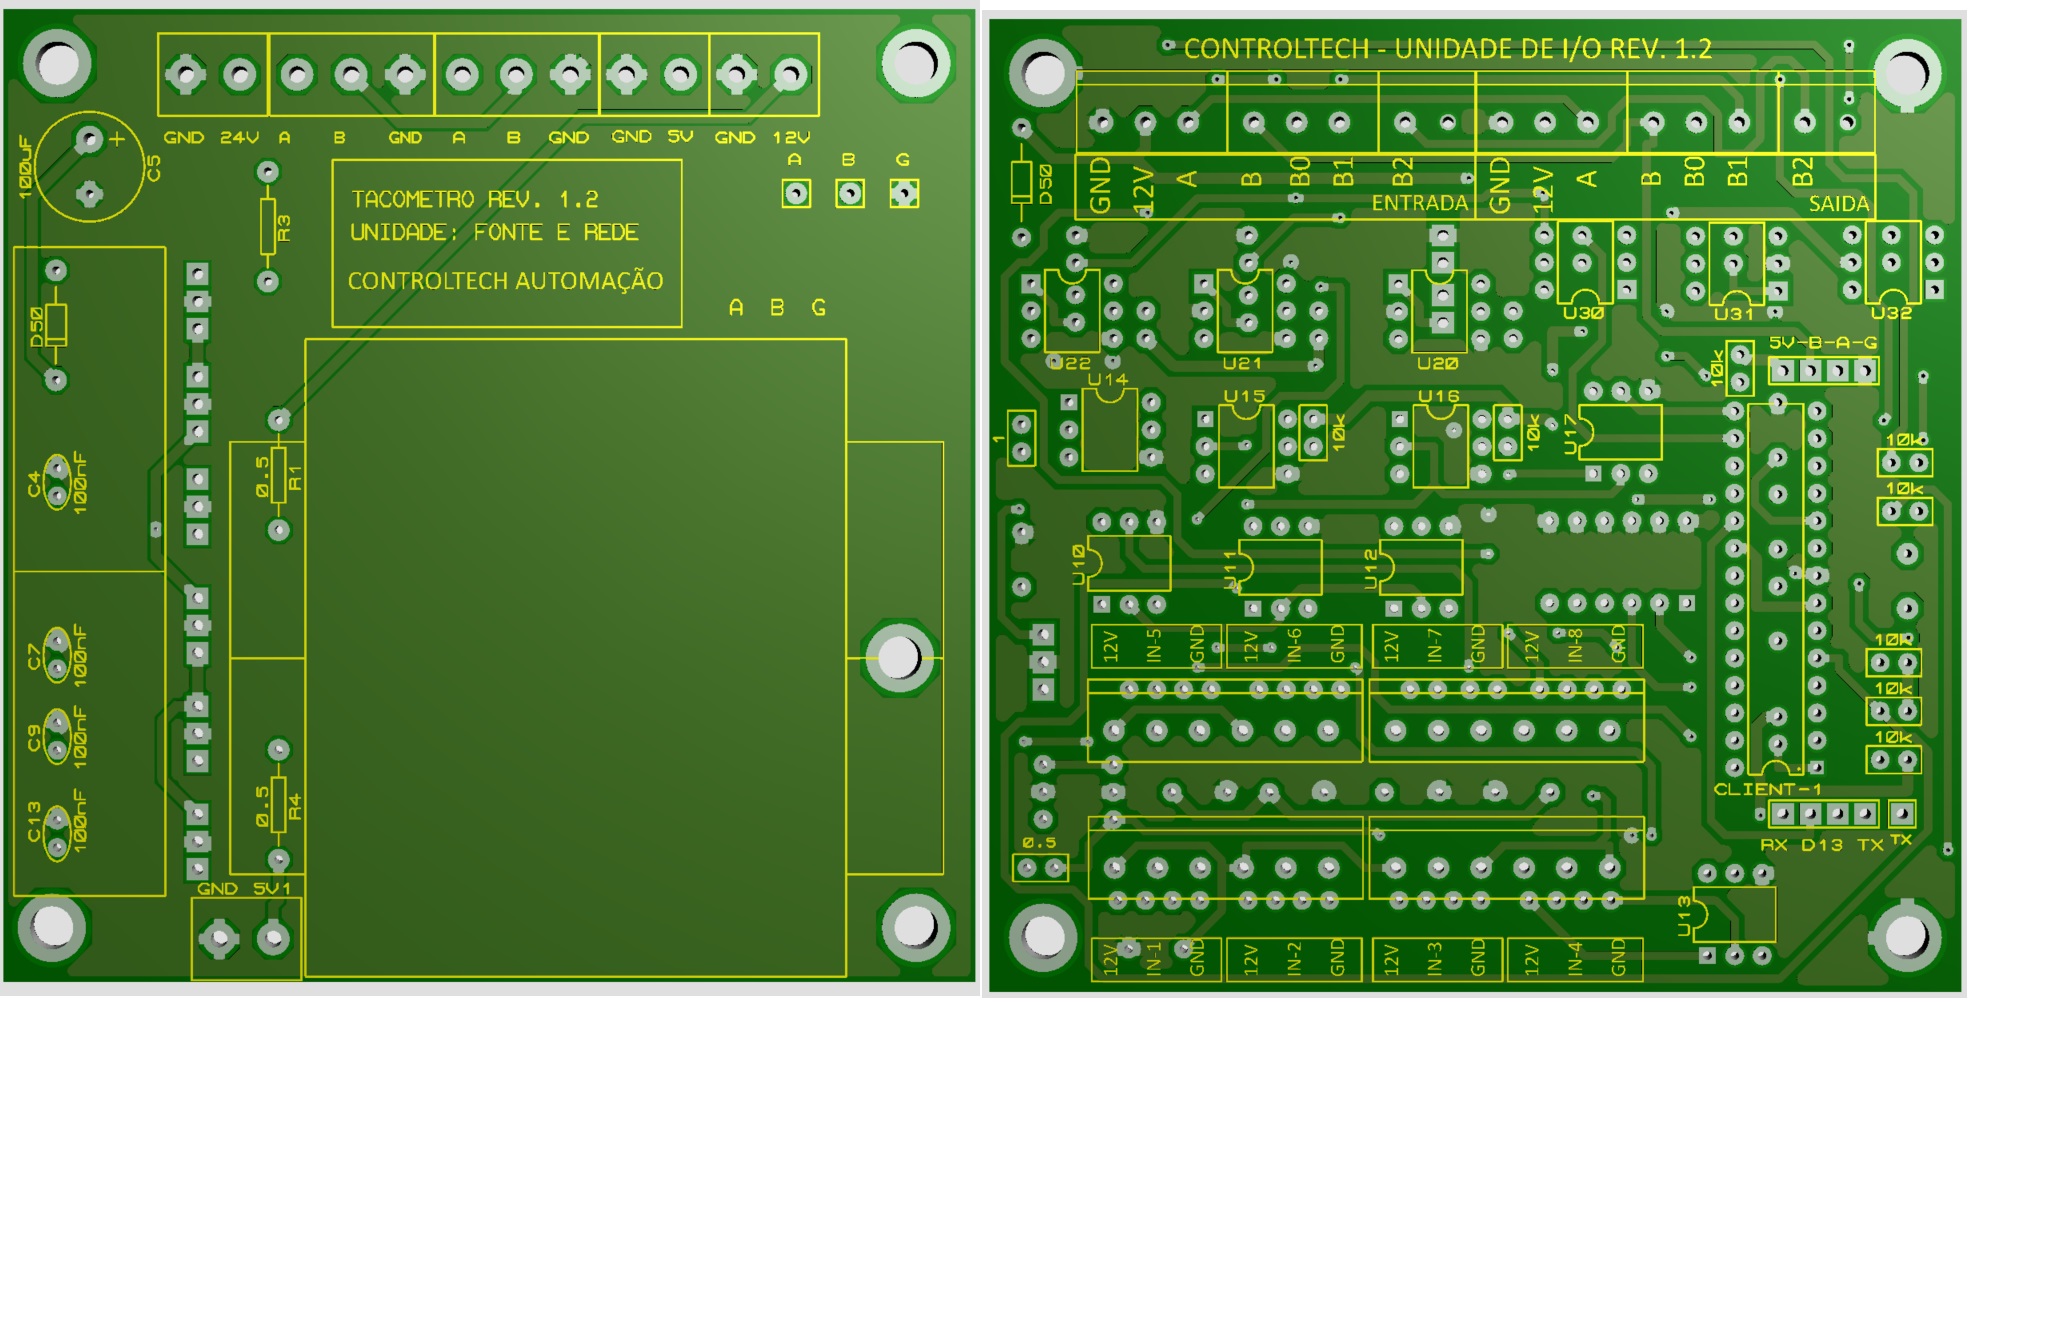 GND 24V A B GND A B GND GND 5V GND 12V
100uF
+
C5
R3
TACOMETRO REV. 1.2
UNIDADE: FONTE E REDE
CONTROLTECH AUTOMAÇÃO
A B G
A B G
D50
C4
100nF
0.5
R1
C7
100nF
C9
100nF
C13
100nF
0.5
R4
GND 5V1
CONTROLTECH - UNIDADE DE I/O REV. 1.2
D50
GND 12V A B B0 B1 B2
ENTRADA
GND 12V A B B0 B1 B2
SAIDA
U30 U31 U32
U22 U21 U20
5V-B-A-G
10k
U14 U15 U16
1
10k
10k
U17
10k
10k
U10 U11 U12
12V IN-5 GND
12V IN-6 GND
12V IN-7 GND
12V IN-8 GND
10k
10k
10k
CLIENT-1
0.5
RX D13 TX TX
U13
12V IN-1 GND
12V IN-2 GND
12V IN-3 GND
12V IN-4 GND